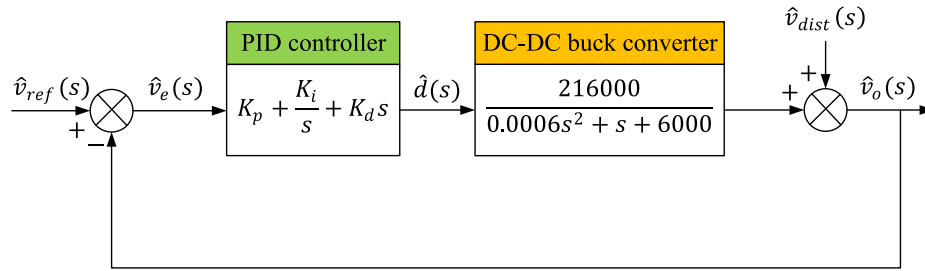 v̂_dist(s)
PID controller
DC-DC buck converter
v̂_ref(s)
v̂_e(s)
K_p + K_i/s + K_d s
d̂(s)
216000
0.0006s² + s + 6000
v̂_o(s)
+
+
+
−